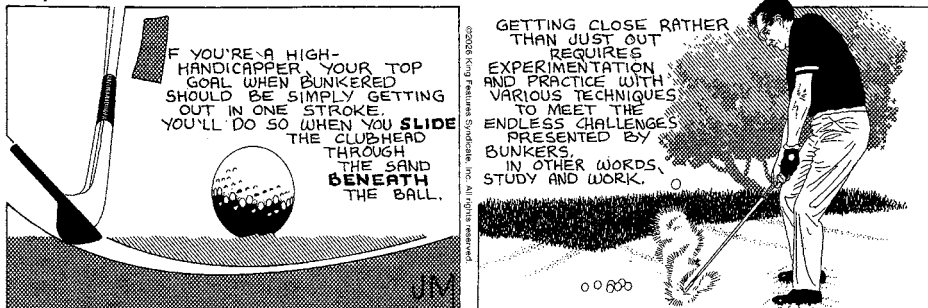 IF YOU'RE A HIGH-
HANDICAPPER, YOUR TOP
GOAL WHEN BUNKERED
SHOULD BE SIMPLY GETTING
OUT IN ONE STROKE.
YOU'LL DO SO WHEN YOU SLIDE
THE CLUBHEAD
THROUGH
THE SAND
BENEATH
THE BALL.
JM
©2026 King Features Syndicate, Inc. All rights reserved.
GETTING CLOSE RATHER
THAN JUST OUT
REQUIRES
EXPERIMENTATION
AND PRACTICE WITH
VARIOUS TECHNIQUES
TO MEET THE
ENDLESS CHALLENGES
PRESENTED BY
BUNKERS.
IN OTHER WORDS,
STUDY AND WORK.